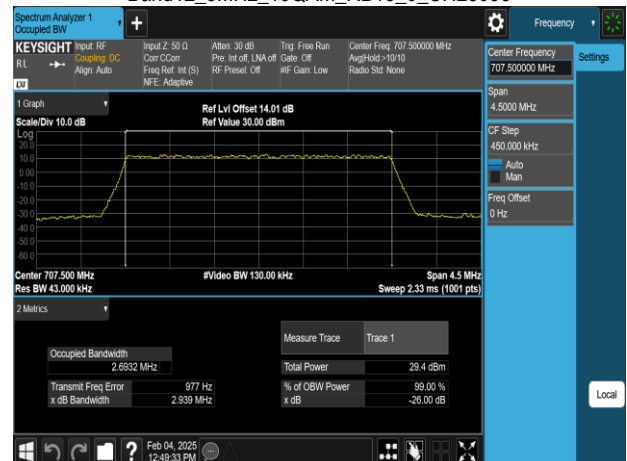 Spectrum Analyzer 1
Occupied BW
+
Frequency
KEYSIGHT
RL
LXI
Input: RF
Coupling: DC
Align: Auto
Input Z: 50 Ω
Corr CCorr
Freq Ref: Int (S)
NFE: Adaptive
Atten: 30 dB
Pre: Int off, LNA off
RF Preset: Off
Trig: Free Run
Gate: Off
#IF Gain: Low
Center Freq: 707.500000 MHz
Avg|Hold:>10/10
Radio Std: None
Center Frequency
707.500000 MHz
Settings
Span
4.5000 MHz
CF Step
450.000 kHz
Auto
Man
Freq Offset
0 Hz
Local
1 Graph
Scale/Div 10.0 dB
Ref Lvl Offset 14.01 dB
Ref Value 30.00 dBm
Log
20.0
10.0
0.00
-10.0
-20.0
-30.0
-40.0
-50.0
-60.0
Center 707.500 MHz
#Video BW 130.00 kHz
Span 4.5 MHz
Res BW 43.000 kHz
Sweep 2.33 ms (1001 pts)
2 Metrics
Measure Trace
Trace 1
Occupied Bandwidth
2.6932 MHz
Total Power
29.4 dBm
Transmit Freq Error
977 Hz
% of OBW Power
99.00 %
x dB Bandwidth
2.939 MHz
x dB
-26.00 dB
?
Feb 04, 2025
12:49:33 PM